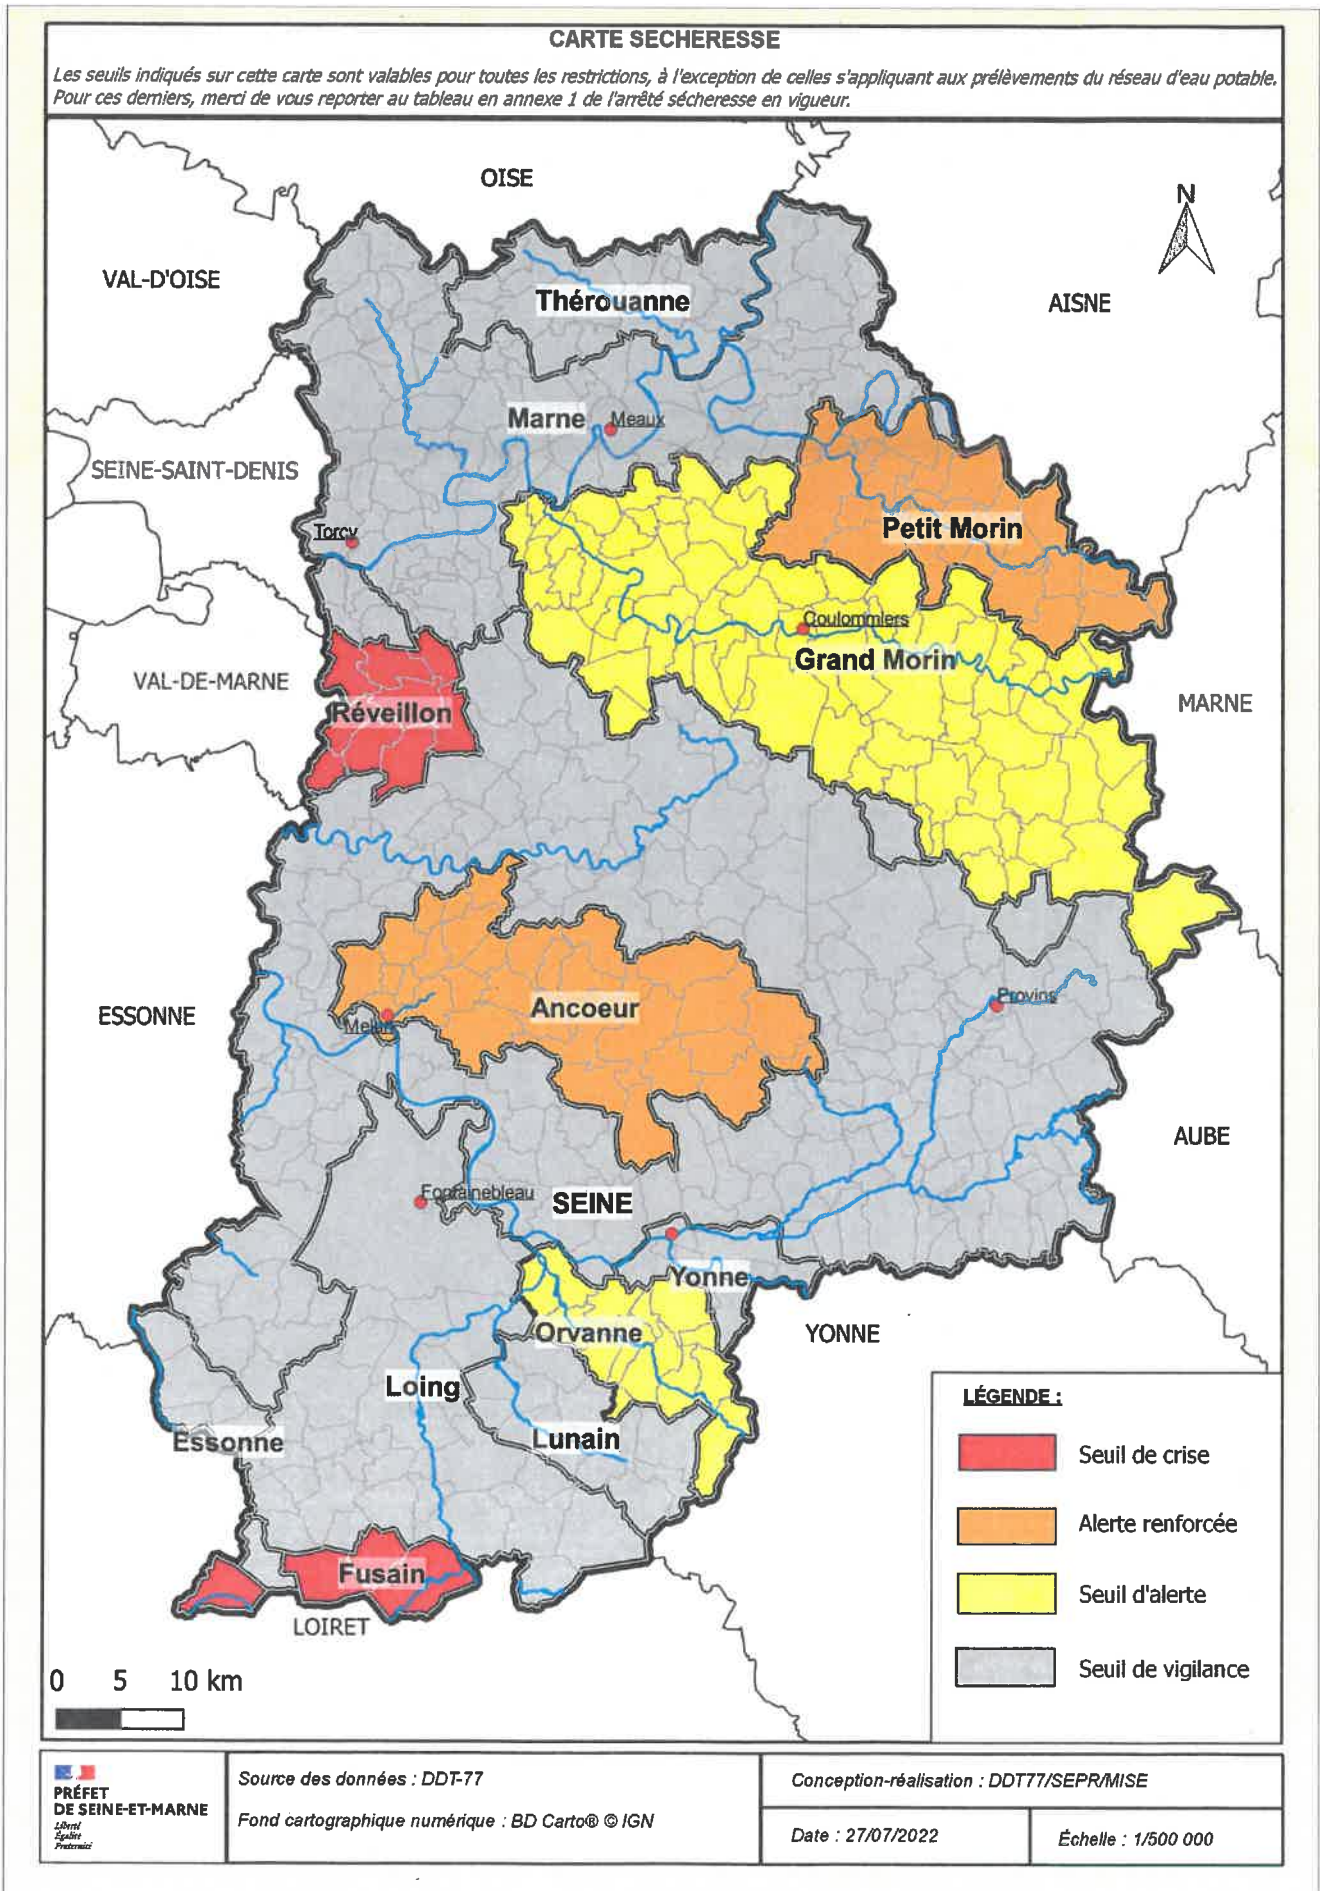 CARTE SECHERESSE
Les seuils indiqués sur cette carte sont valables pour toutes les restrictions, à l'exception de celles s'appliquant aux prélèvements du réseau d'eau potable.
Pour ces derniers, merci de vous reporter au tableau en annexe 1 de l'arrêté sécheresse en vigueur.
OISE
N
VAL-D'OISE
Thérouanne
AISNE
Marne
Meaux
SEINE-SAINT-DENIS
Petit Morin
Torcy
Coulommiers
Grand Morin
VAL-DE-MARNE
MARNE
Réveillon
Provins
Ancoeur
ESSONNE
Melun
AUBE
Fontainebleau
SEINE
Yonne
Orvanne
YONNE
Loing
LÉGENDE :
Lunain
Essonne
Seuil de crise
Alerte renforcée
Fusain
Seuil d'alerte
LOIRET
Seuil de vigilance
0 5 10 km
PRÉFET
DE SEINE-ET-MARNE
Liberté
Égalité
Fraternité
Source des données : DDT-77
Fond cartographique numérique : BD Carto® © IGN
Conception-réalisation : DDT77/SEPR/MISE
Date : 27/07/2022
Échelle : 1/500 000